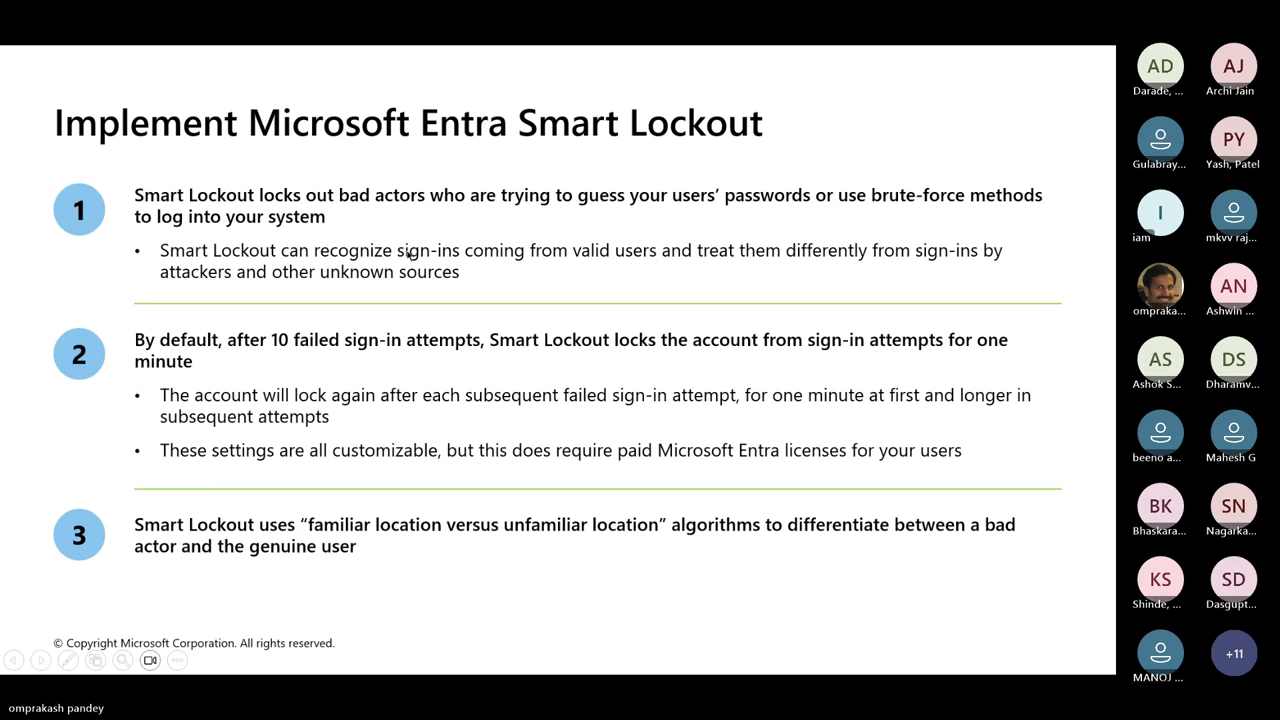 Implement Microsoft Entra Smart Lockout
1
Smart Lockout locks out bad actors who are trying to guess your users’ passwords or use brute-force methods
to log into your system
• Smart Lockout can recognize sign-ins coming from valid users and treat them differently from sign-ins by
attackers and other unknown sources
2
By default, after 10 failed sign-in attempts, Smart Lockout locks the account from sign-in attempts for one
minute
• The account will lock again after each subsequent failed sign-in attempt, for one minute at first and longer in
subsequent attempts
• These settings are all customizable, but this does require paid Microsoft Entra licenses for your users
3
Smart Lockout uses “familiar location versus unfamiliar location” algorithms to differentiate between a bad
actor and the genuine user
© Copyright Microsoft Corporation. All rights reserved.
omprakash pandey
AD AJ
Darade, ... Archi Jain
PY
Gulabray... Yash, Patel
I
iam mkvv raj...
AN
ompraka... Ashwin ...
AS DS
Ashok S... Dharamv...
beeno a... Mahesh G
BK SN
Bhaskara... Nagarka...
KS SD
Shinde, ... Dasgupt...
+11
MANOJ ...